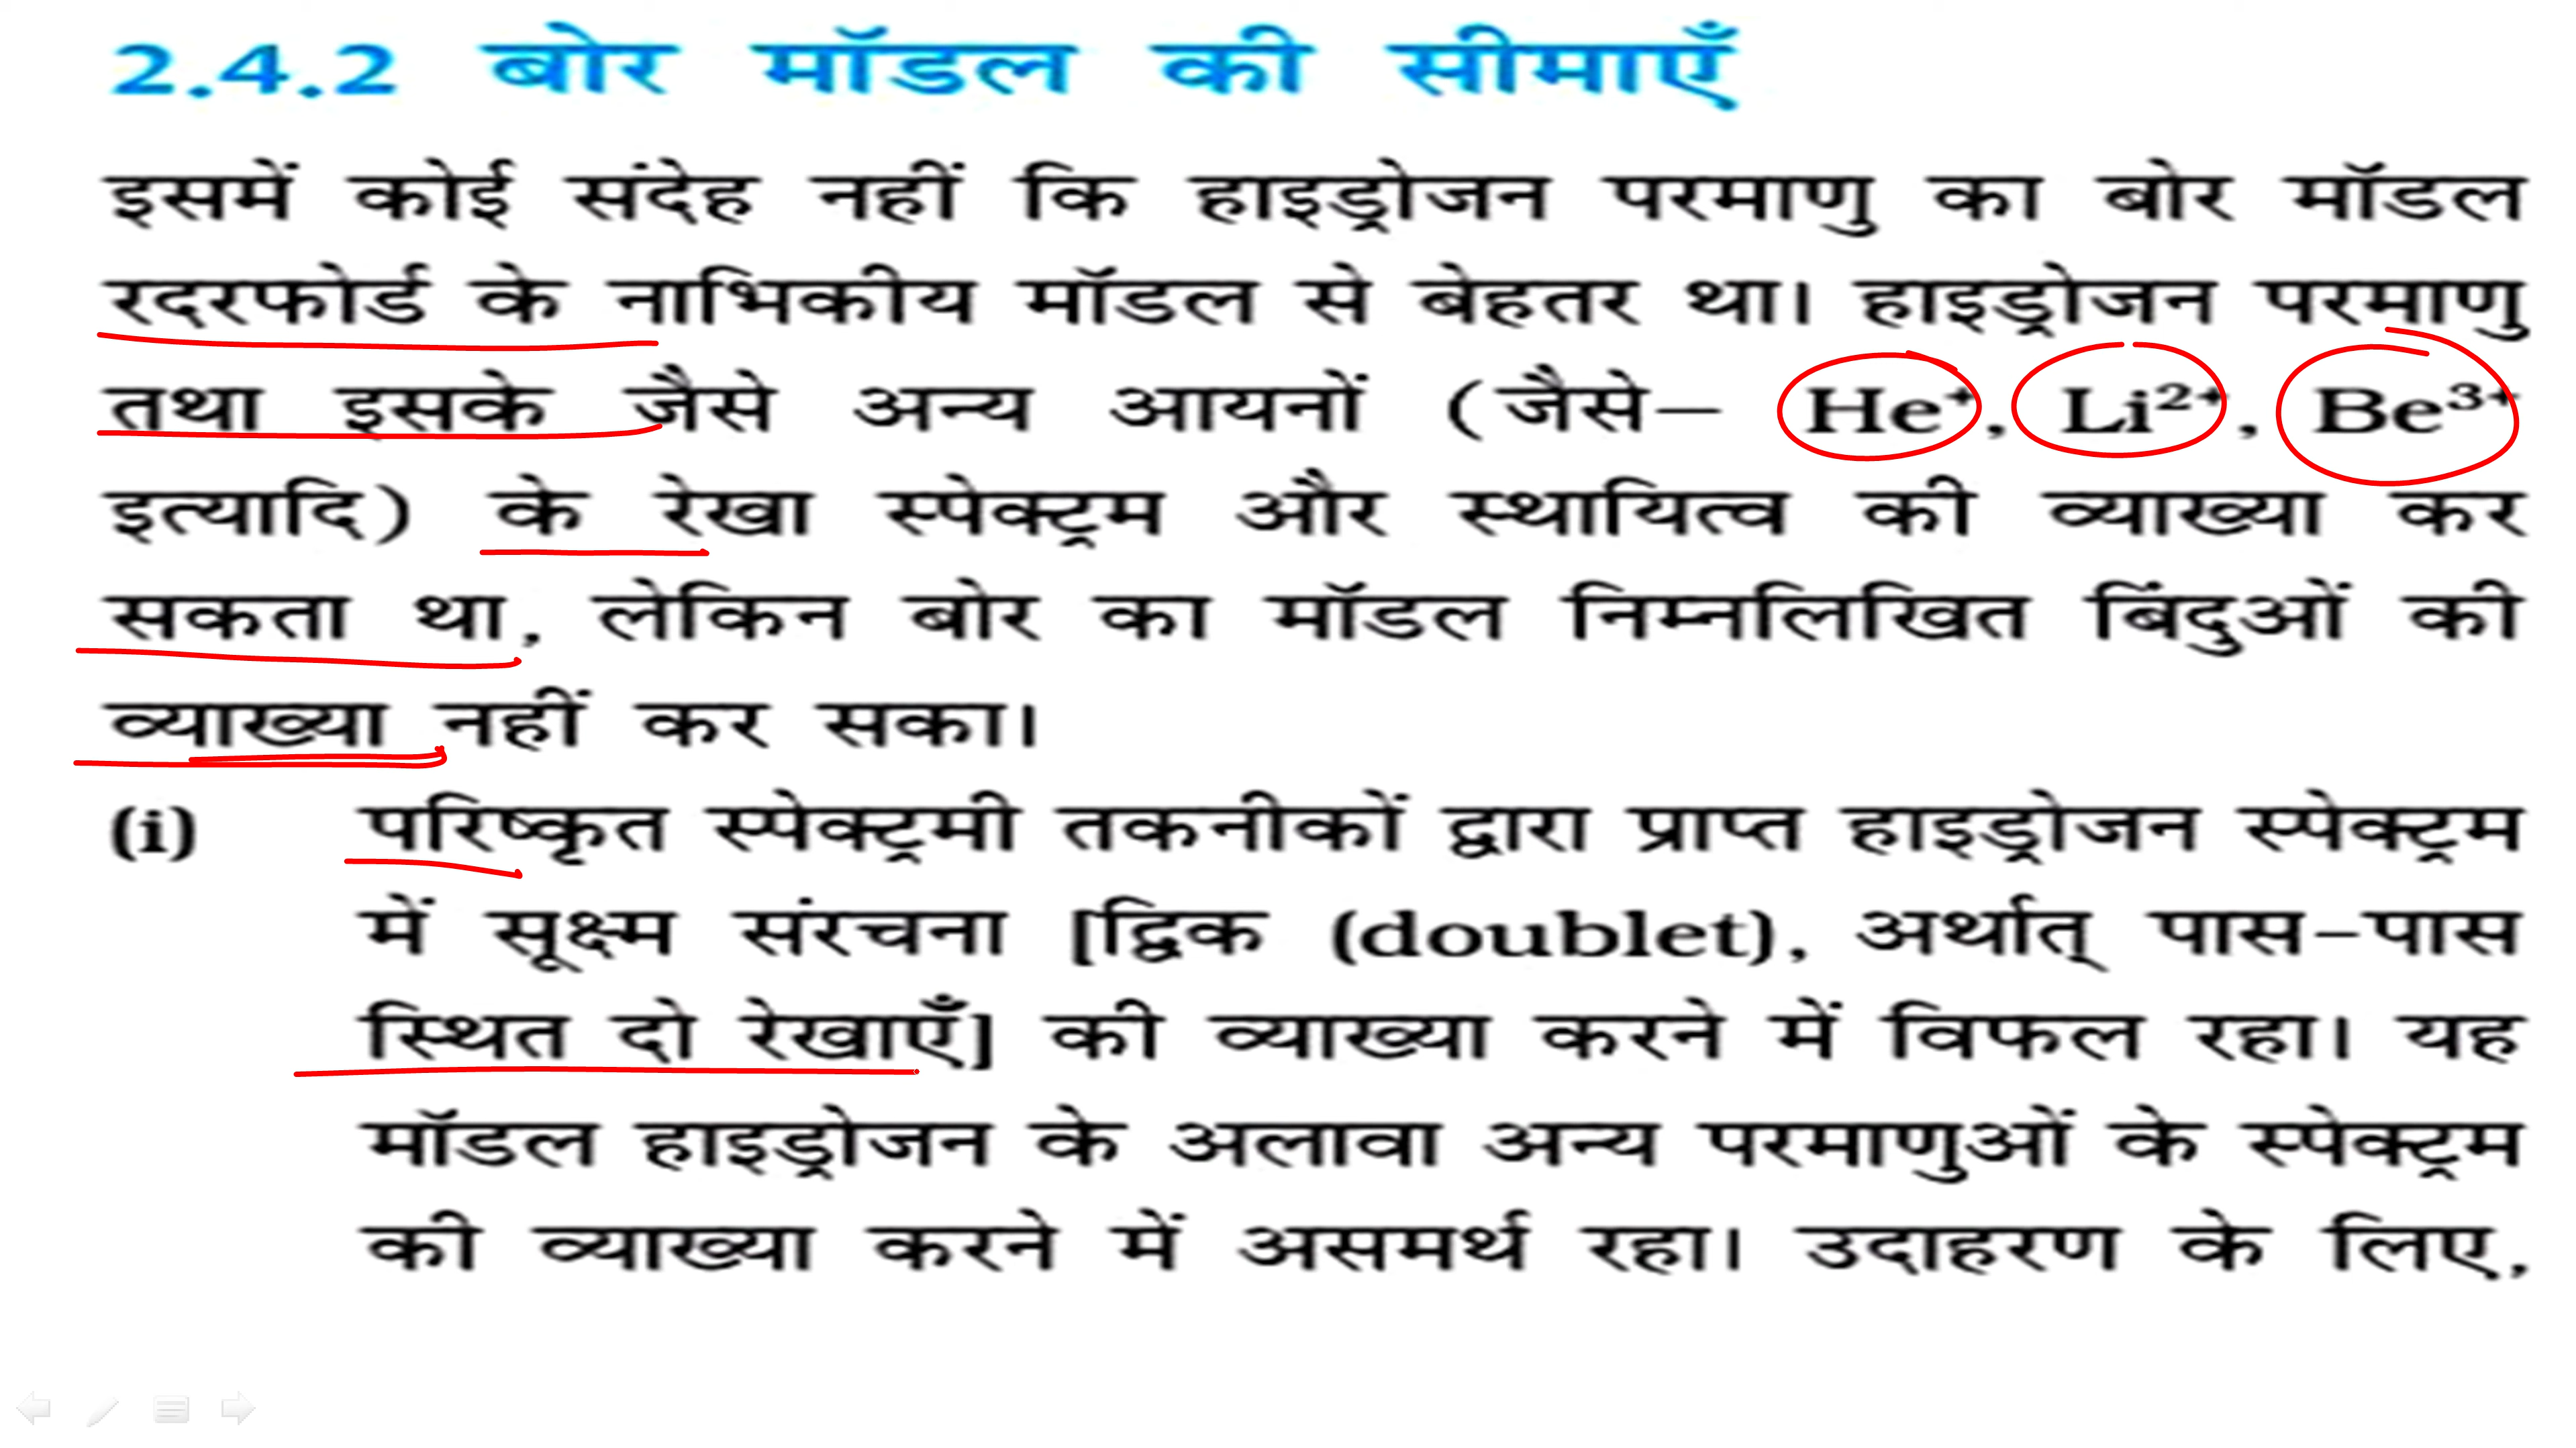 2.4.2 बोर मॉडल की सीमाएँ
इसमें कोई संदेह नहीं कि हाइड्रोजन परमाणु का बोर मॉडल
रदरफोर्ड के नाभिकीय मॉडल से बेहतर था। हाइड्रोजन परमाणु
तथा इसके जैसे अन्य आयनों (जैसे– He⁺, Li²⁺, Be³⁺
इत्यादि) के रेखा स्पेक्ट्रम और स्थायित्व की व्याख्या कर
सकता था, लेकिन बोर का मॉडल निम्नलिखित बिंदुओं की
व्याख्या नहीं कर सका।
(i) परिष्कृत स्पेक्ट्रमी तकनीकों द्वारा प्राप्त हाइड्रोजन स्पेक्ट्रम
में सूक्ष्म संरचना [द्विक (doublet), अर्थात् पास-पास
स्थित दो रेखाएँ] की व्याख्या करने में विफल रहा। यह
मॉडल हाइड्रोजन के अलावा अन्य परमाणुओं के स्पेक्ट्रम
की व्याख्या करने में असमर्थ रहा। उदाहरण के लिए,